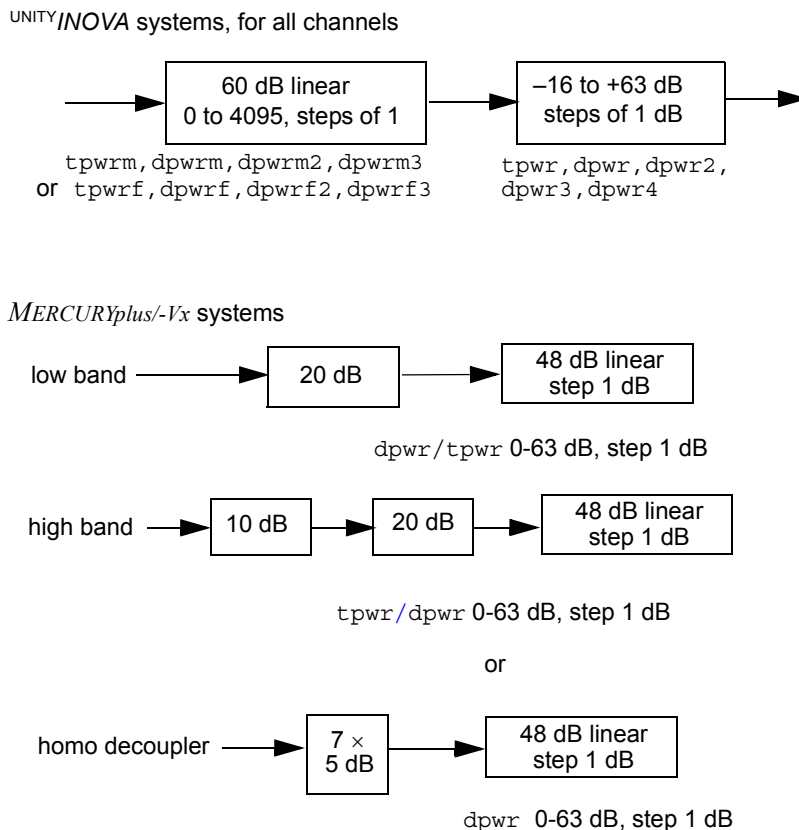 UNITYINOVA systems, for all channels
60 dB linear
0 to 4095, steps of 1
–16 to +63 dB
steps of 1 dB
tpwrm,dpwrm,dpwrm2,dpwrm3
or tpwrf,dpwrf,dpwrf2,dpwrf3
tpwr,dpwr,dpwr2,
dpwr3,dpwr4
MERCURYplus/-Vx systems
low band
20 dB
48 dB linear
step 1 dB
dpwr/tpwr 0-63 dB, step 1 dB
high band
10 dB
20 dB
48 dB linear
step 1 dB
tpwr/dpwr 0-63 dB, step 1 dB
or
homo decoupler
7 ×
5 dB
48 dB linear
step 1 dB
dpwr 0-63 dB, step 1 dB